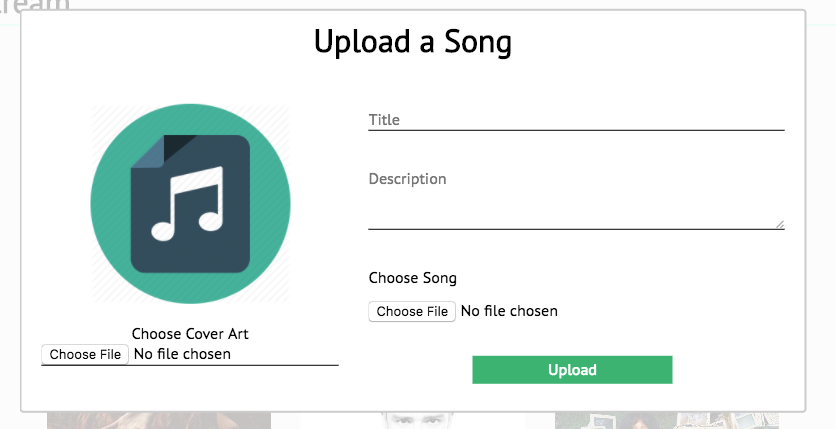 Upload a Song
Title
Description
Choose Song
Choose File No file chosen
Choose Cover Art
Choose File No file chosen
Upload